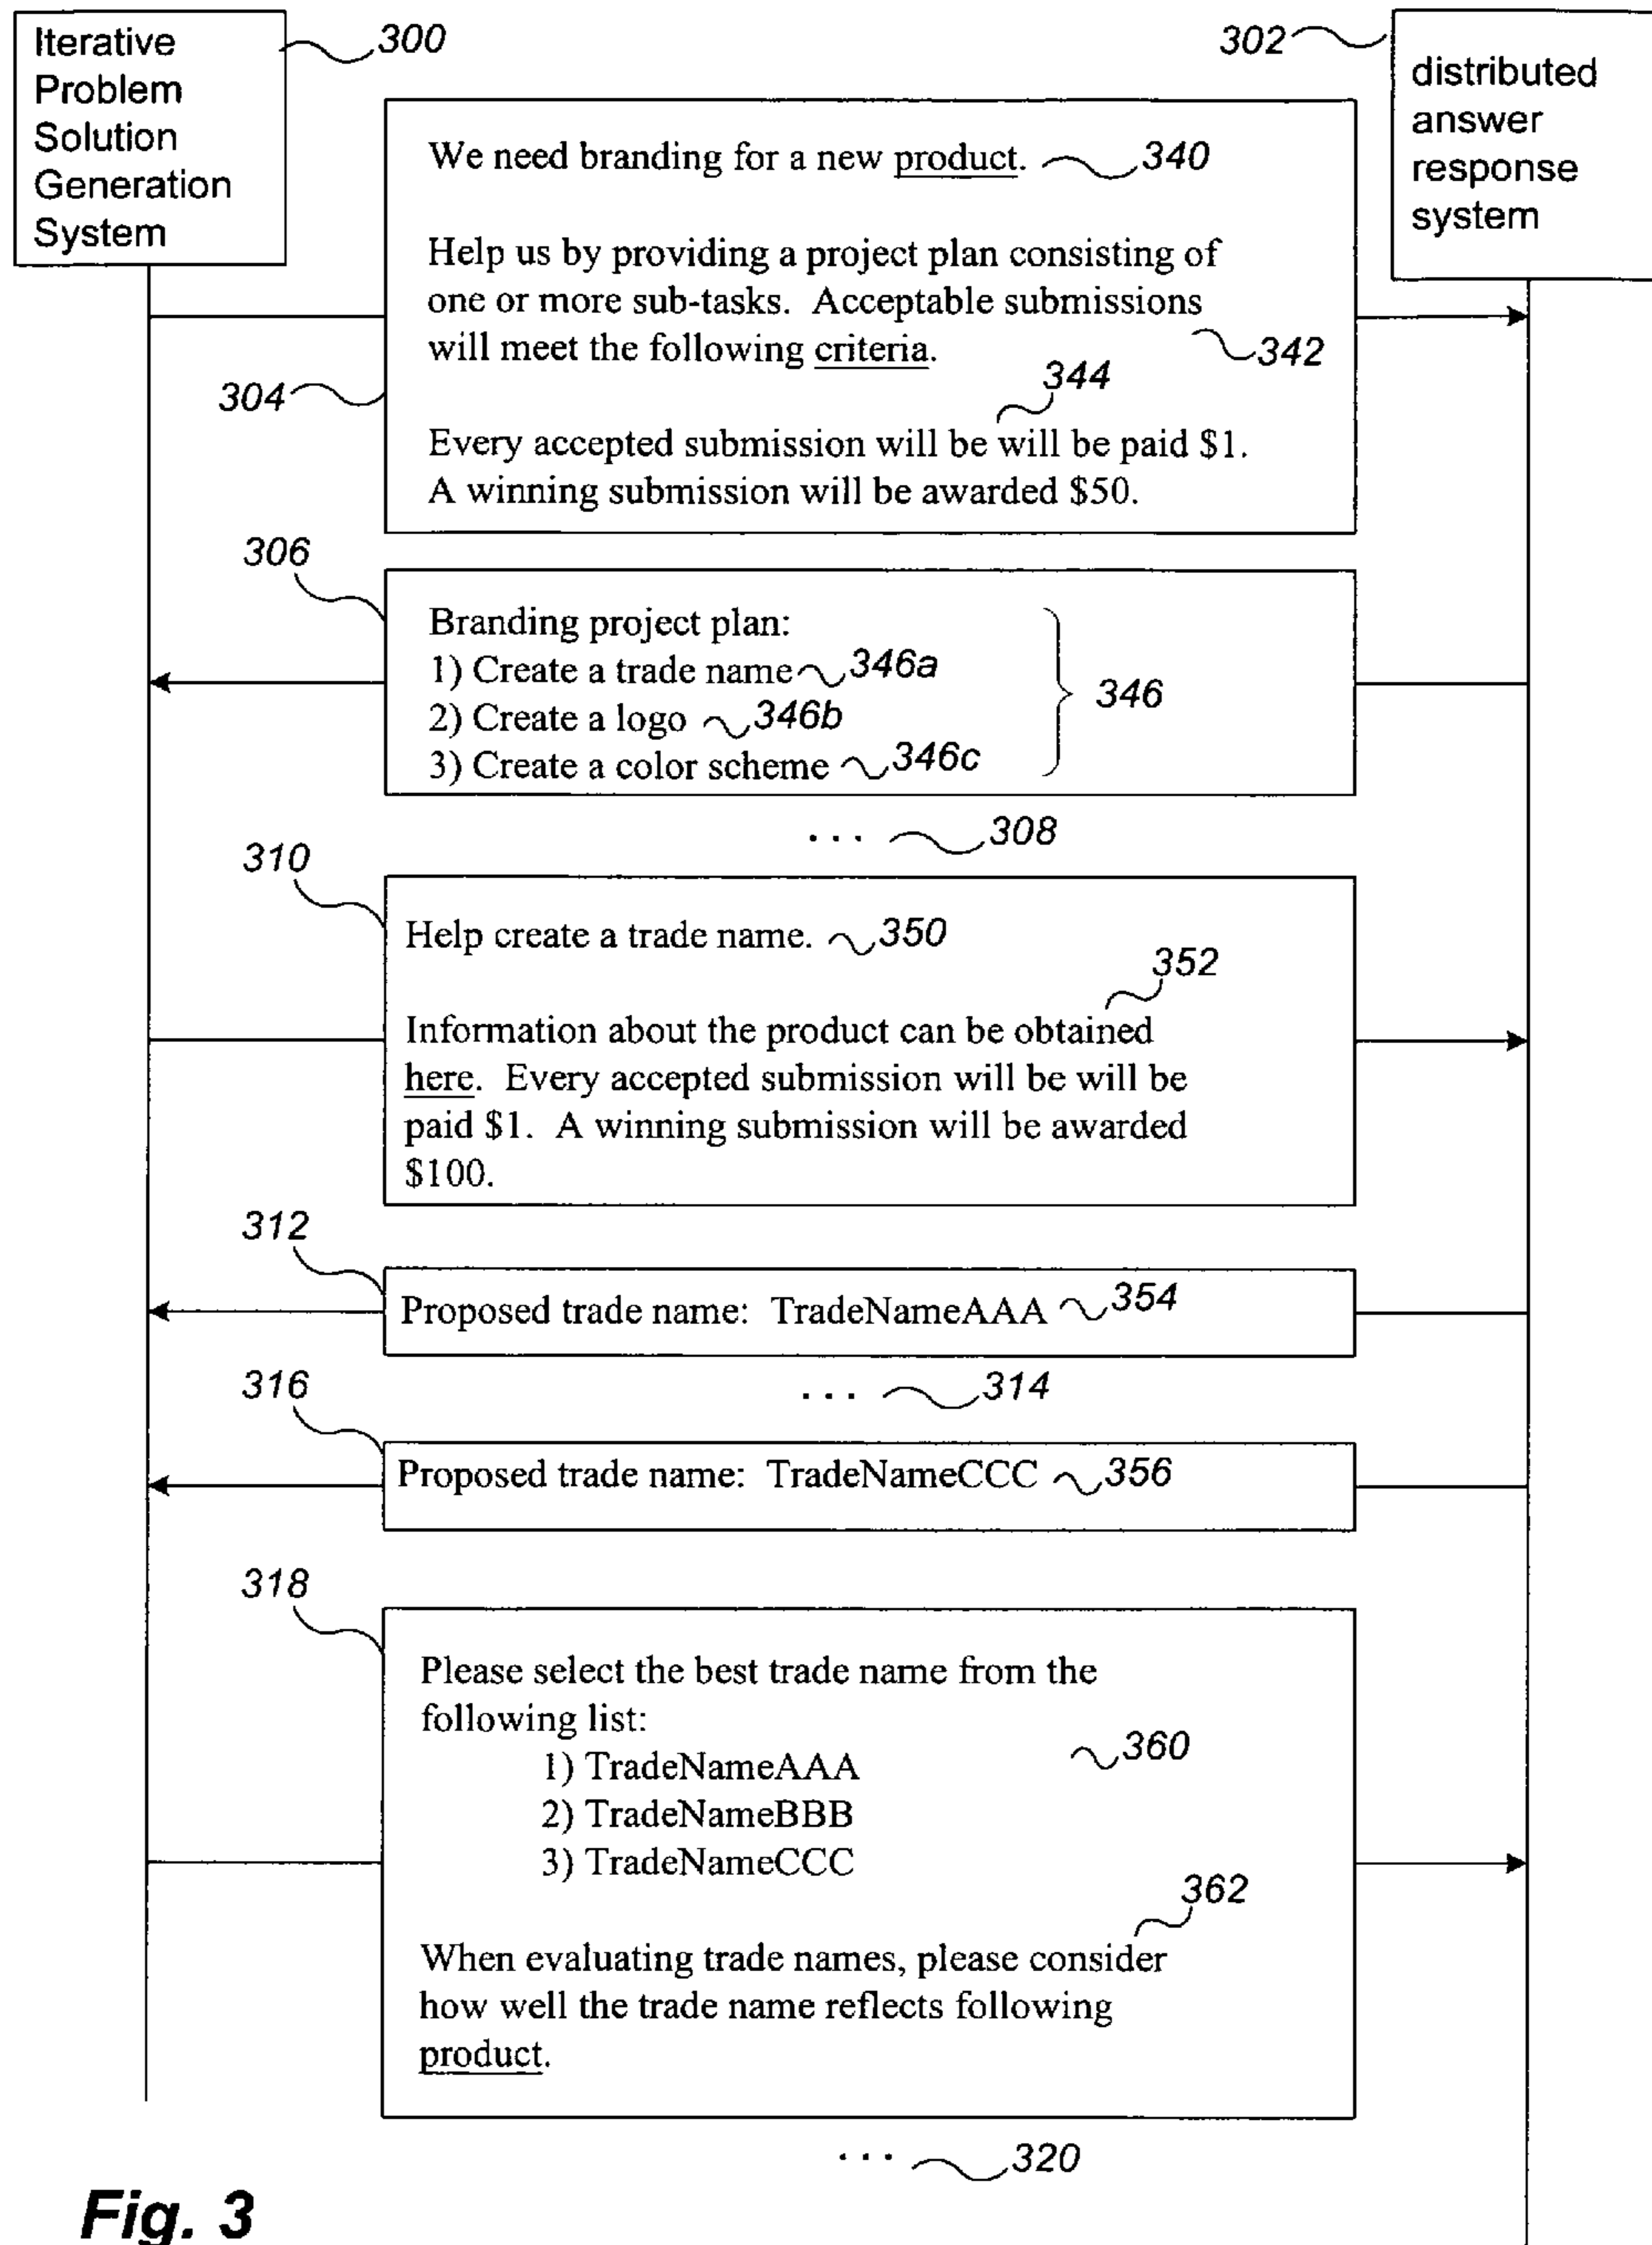 Iterative
Problem
Solution
Generation
System
300
302
distributed
answer
response
system
We need branding for a new product. 340
Help us by providing a project plan consisting of
one or more sub-tasks. Acceptable submissions
will meet the following criteria. 342
304
344
Every accepted submission will be will be paid $1.
A winning submission will be awarded $50.
306
Branding project plan:
1) Create a trade name 346a
2) Create a logo 346b
3) Create a color scheme 346c
346
... 308
310
Help create a trade name. 350
352
Information about the product can be obtained
here. Every accepted submission will be will be
paid $1. A winning submission will be awarded
$100.
312
Proposed trade name: TradeNameAAA 354
... 314
316
Proposed trade name: TradeNameCCC 356
318
Please select the best trade name from the
following list:
1) TradeNameAAA
360
2) TradeNameBBB
3) TradeNameCCC
362
When evaluating trade names, please consider
how well the trade name reflects following
product.
... 320
Fig. 3